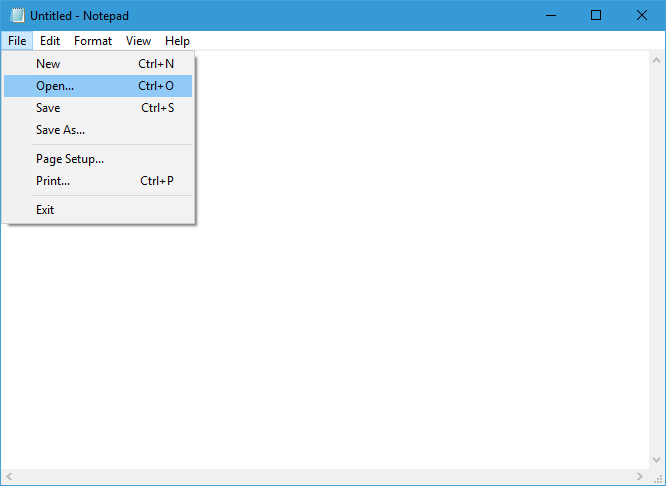 Untitled - Notepad
File Edit Format View Help
New Ctrl+N
Open... Ctrl+O
Save Ctrl+S
Save As...
Page Setup...
Print... Ctrl+P
Exit